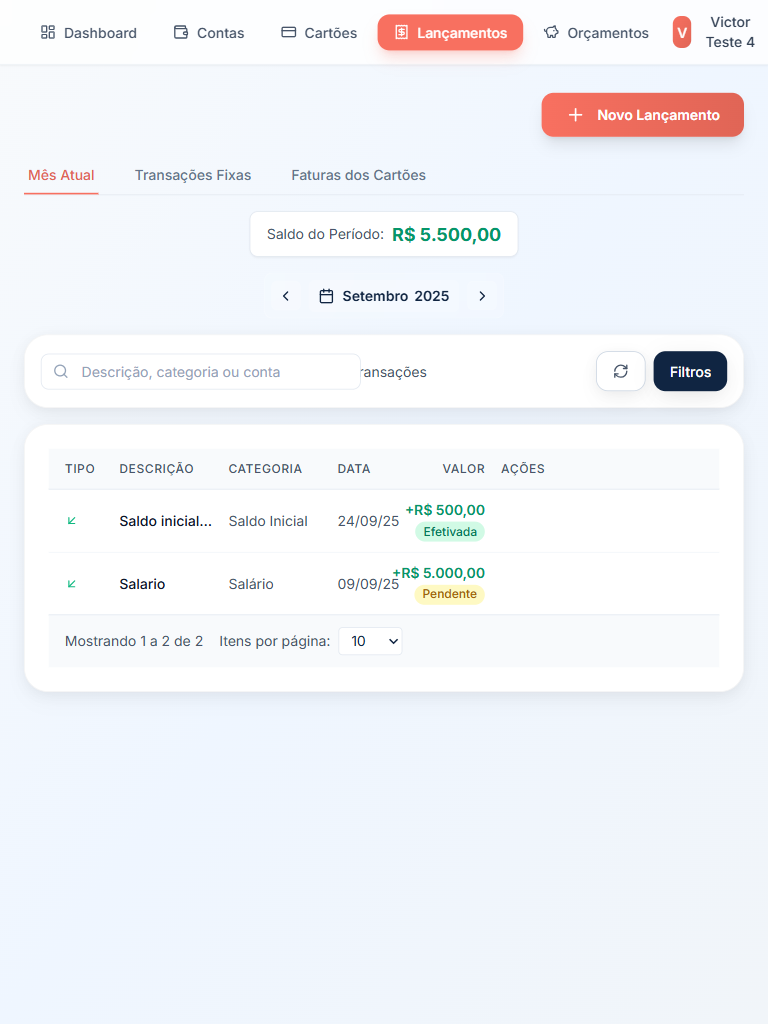 Dashboard
Contas
Cartões
Lançamentos
Orçamentos
V
Victor
Teste 4
Novo Lançamento
Mês Atual
Transações Fixas
Faturas dos Cartões
Saldo do Período: R$ 5.500,00
Setembro 2025
Descrição, categoria ou conta
ransações
Filtros
TIPO DESCRIÇÃO CATEGORIA DATA VALOR AÇÕES
Saldo inicial... Saldo Inicial 24/09/25 +R$ 500,00
Efetivada
Salario Salário 09/09/25 +R$ 5.000,00
Pendente
Mostrando 1 a 2 de 2 Itens por página: 10